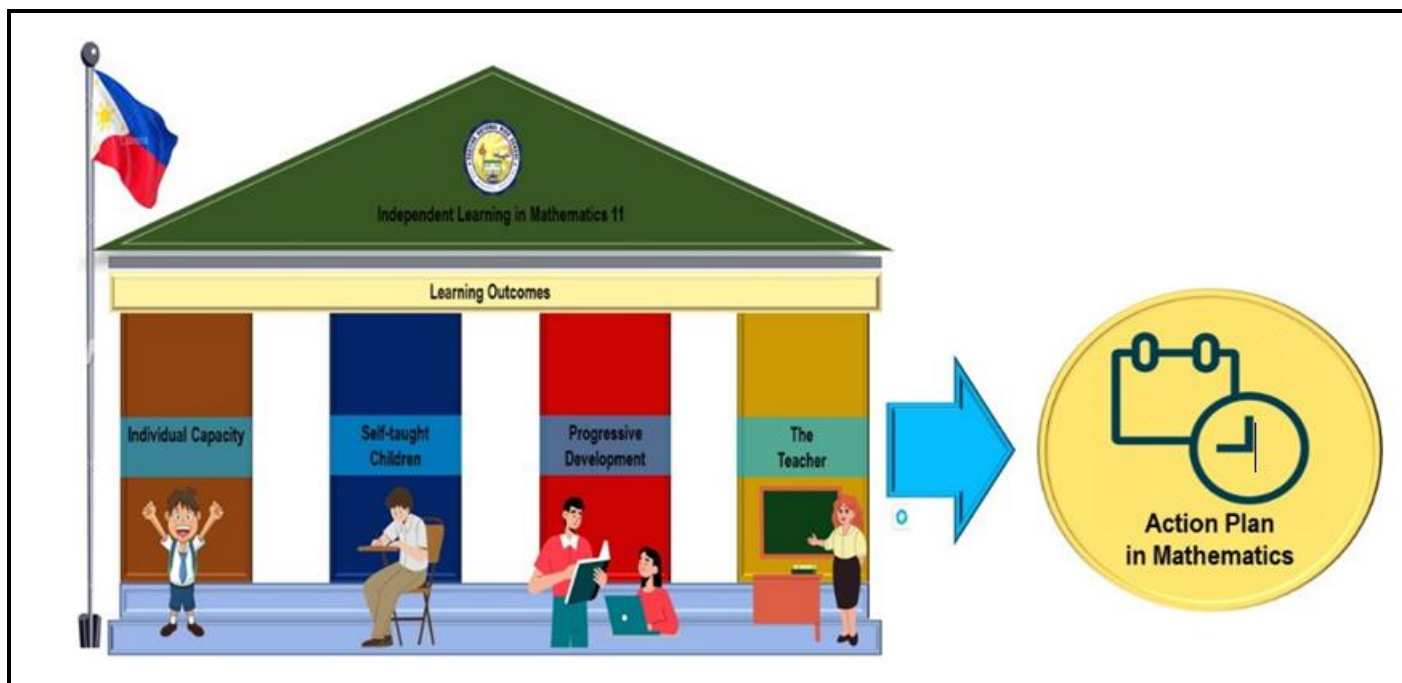 Independent Learning in Mathematics 11
Learning Outcomes
Individual Capacity
Self-taught
Children
Progressive
Development
The
Teacher
Action Plan
in Mathematics